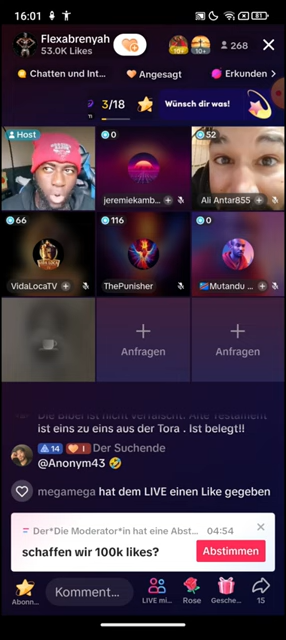 16:01
81
Flexabrenyah
53.0K Likes
10+
10+
268
Chatten und Int...
Angesagt
Erkunden >
3/18
Wünsch dir was!
Host
0
52
jeremiekamb...
Ali Antar855
66
116
0
VidaLocaTV
ThePunisher
Mutandu ...
Anfragen
Anfragen
Die Bibel ist nicht verfälscht. Alte Testament
ist eins zu eins aus der Tora . Ist belegt!!
14
I
Der Suchende
@Anonym43 🤣
megamega hat dem LIVE einen Like gegeben
Der*Die Moderator*in hat eine Abst...
04:54
schaffen wir 100k likes?
Abstimmen
Abonn...
Komment...
LIVE mi...
Rose
Gesche...
15